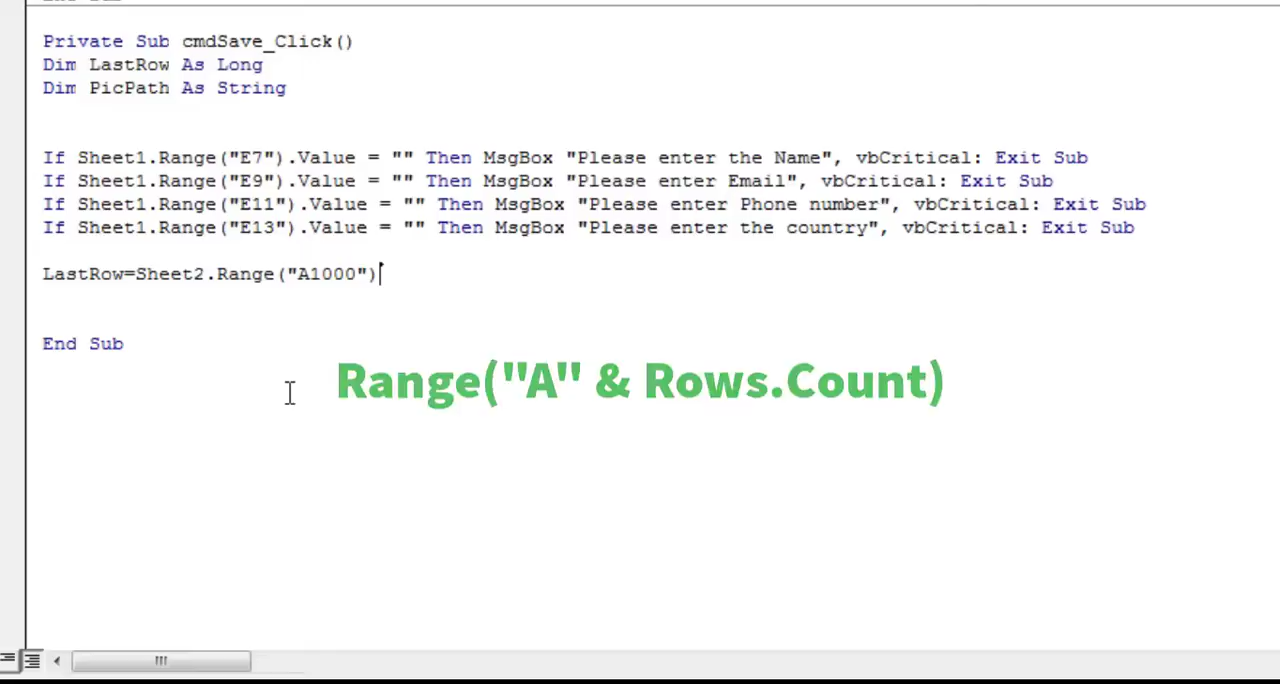 Private Sub cmdSave_Click()
Dim LastRow As Long
Dim PicPath As String
If Sheet1.Range("E7").Value = "" Then MsgBox "Please enter the Name", vbCritical: Exit Sub
If Sheet1.Range("E9").Value = "" Then MsgBox "Please enter Email", vbCritical: Exit Sub
If Sheet1.Range("E11").Value = "" Then MsgBox "Please enter Phone number", vbCritical: Exit Sub
If Sheet1.Range("E13").Value = "" Then MsgBox "Please enter the country", vbCritical: Exit Sub
LastRow=Sheet2.Range("A1000")
End Sub
Range("A" & Rows.Count)